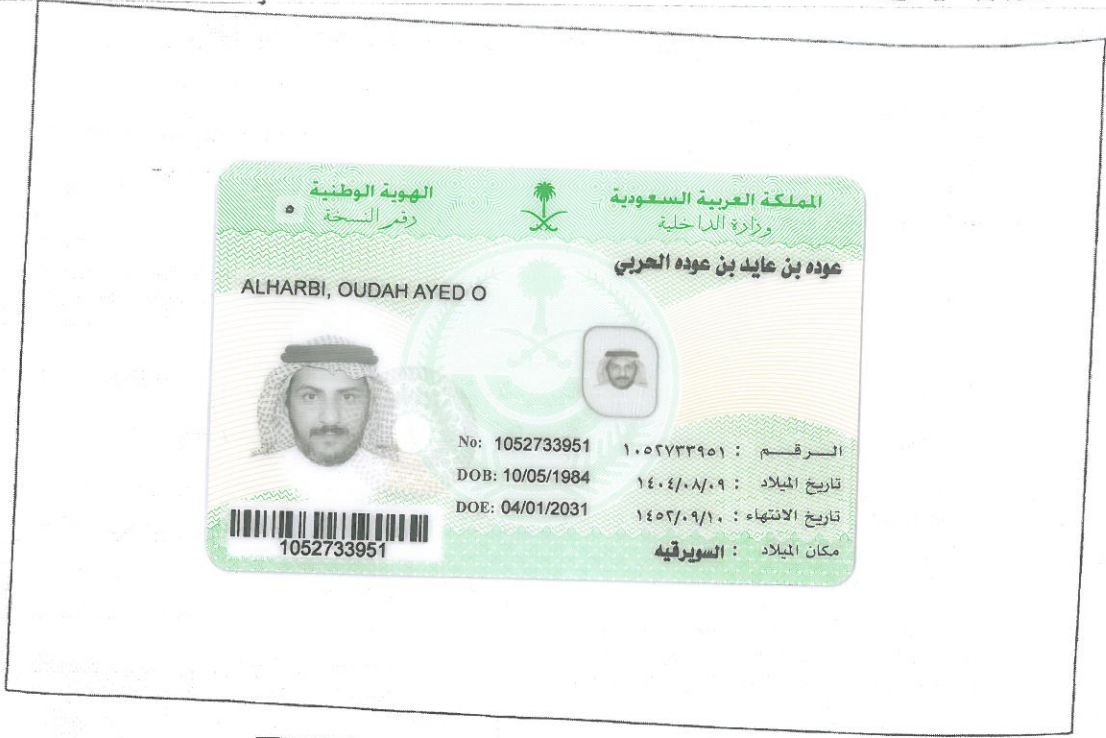 المملكة العربية السعودية
وزارة الداخلية
الهوية الوطنية
رقم النسخة ٥
عوده بن عايد بن عوده الحربي
ALHARBI, OUDAH AYED O
الـــرقـــم : ١٠٥٢٧٣٣٩٥١
No: 1052733951
تاريخ الميلاد : ١٤٠٤/٠٨/٠٩
DOB: 10/05/1984
تاريخ الانتهاء : ١٤٥٢/٠٩/١٠
DOE: 04/01/2031
مكان الميلاد : السويرقيه
1052733951